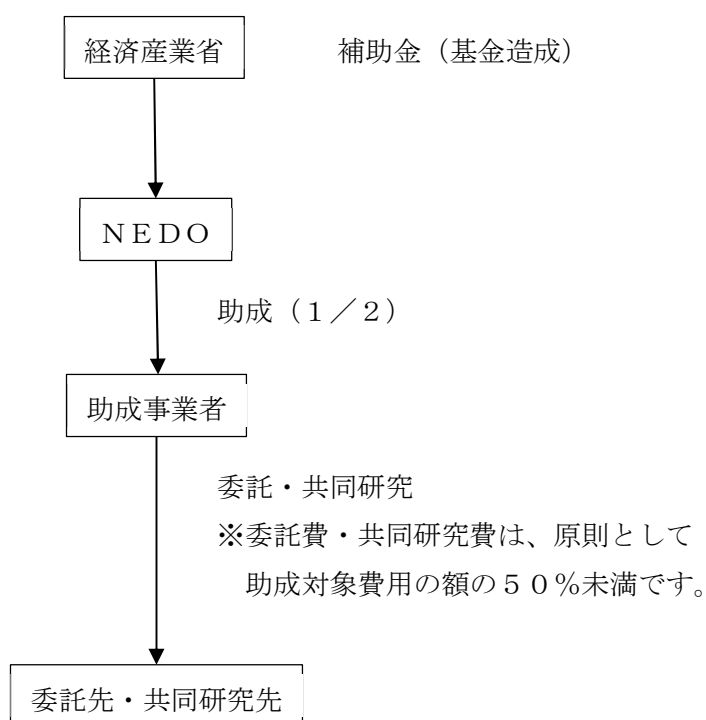 経済産業省
補助金（基金造成）
ＮＥＤＯ
助成（１／２）
助成事業者
委託・共同研究
※委託費・共同研究費は、原則として
助成対象費用の額の５０％未満です。
委託先・共同研究先